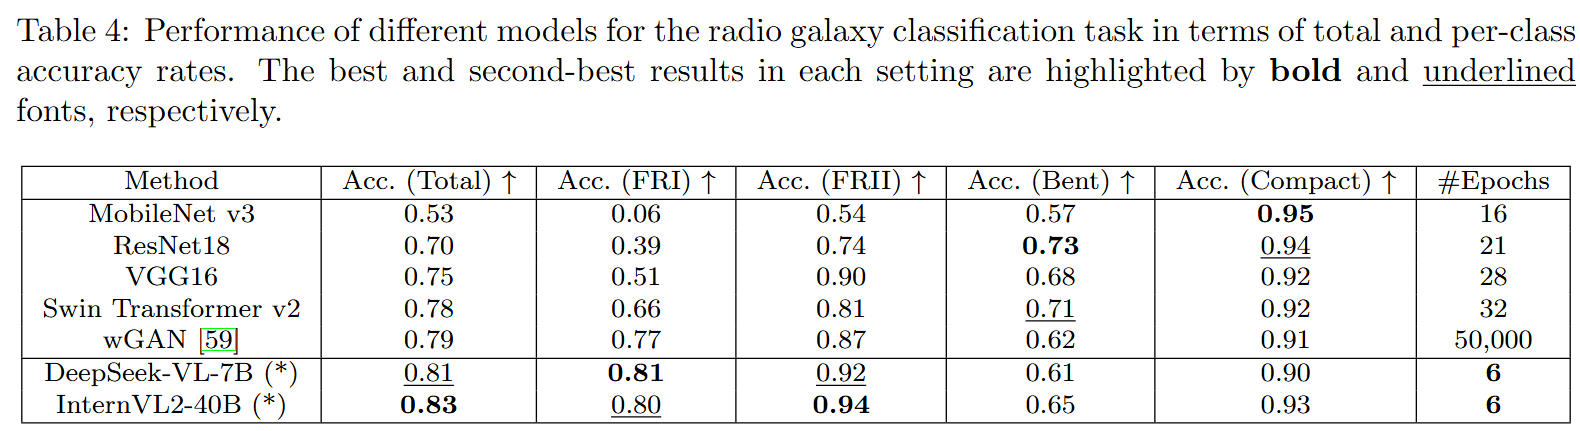 Table 4: Performance of different models for the radio galaxy classification task in terms of total and per-class
accuracy rates. The best and second-best results in each setting are highlighted by bold and underlined
fonts, respectively.
Method Acc. (Total) ↑ Acc. (FRI) ↑ Acc. (FRII) ↑ Acc. (Bent) ↑ Acc. (Compact) ↑ #Epochs
MobileNet v3 0.53 0.06 0.54 0.57 0.95 16
ResNet18 0.70 0.39 0.74 0.73 0.94 21
VGG16 0.75 0.51 0.90 0.68 0.92 28
Swin Transformer v2 0.78 0.66 0.81 0.71 0.92 32
wGAN [59] 0.79 0.77 0.87 0.62 0.91 50,000
DeepSeek-VL-7B (*) 0.81 0.81 0.92 0.61 0.90 6
InternVL2-40B (*) 0.83 0.80 0.94 0.65 0.93 6